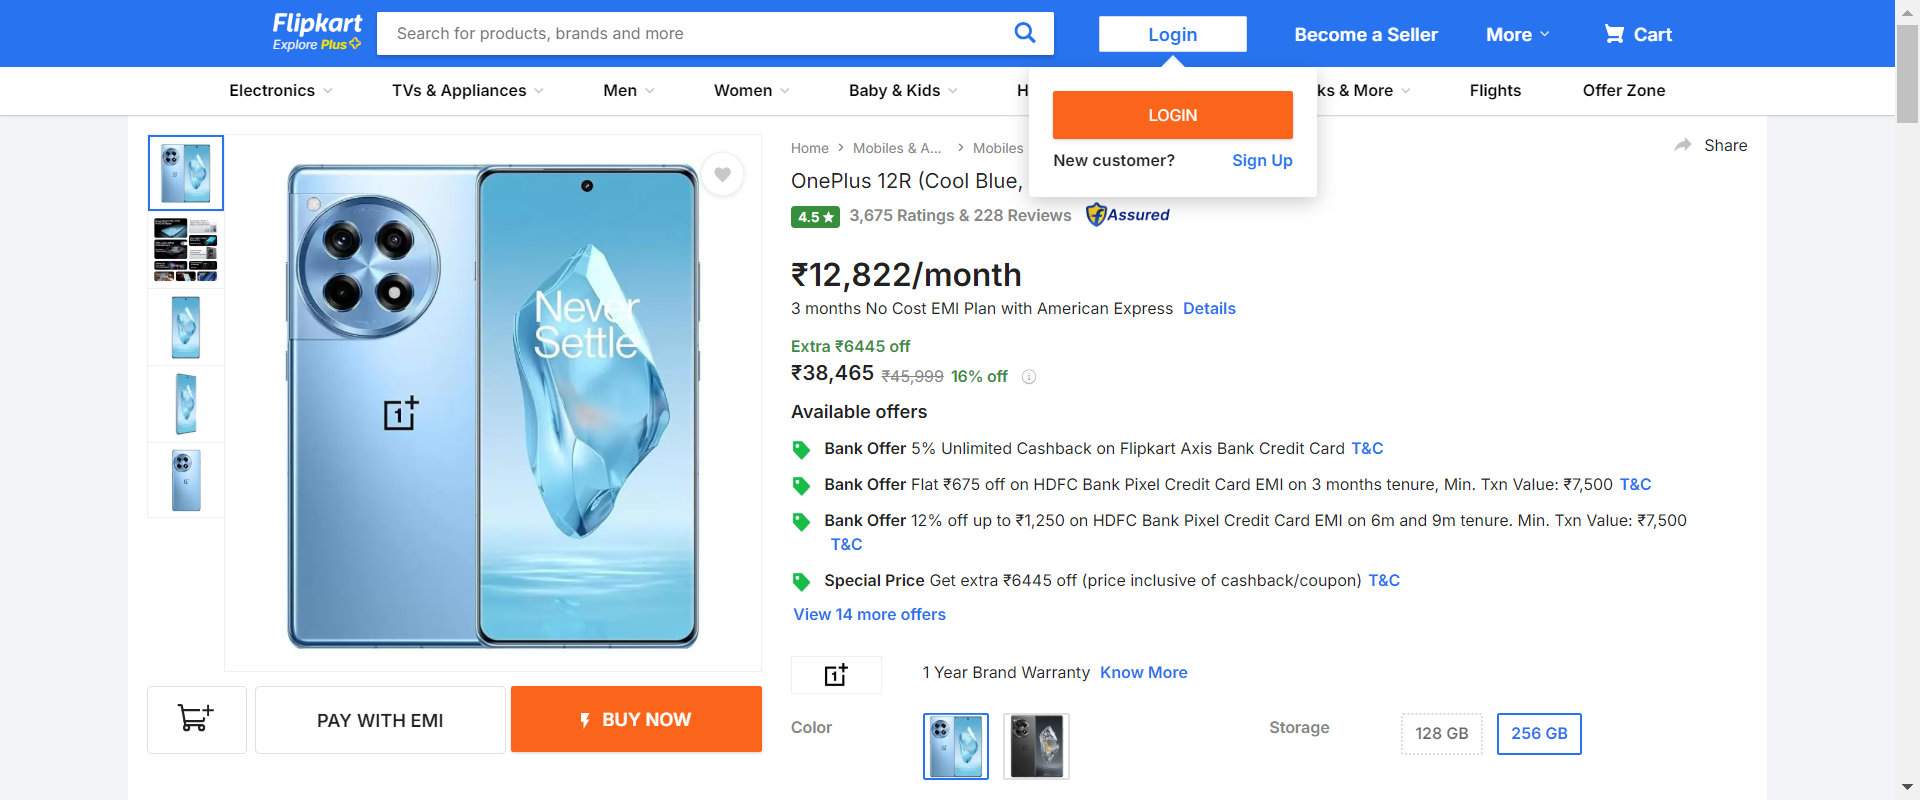 Flipkart
Explore Plus
Search for products, brands and more
Login
Become a Seller
More
Cart
Electronics
TVs & Appliances
Men
Women
Baby & Kids
H
ks & More
Flights
Offer Zone
LOGIN
New customer?
Sign Up
Home
Mobiles & A...
Mobiles
Share
OnePlus 12R (Cool Blue,
4.5★
3,675 Ratings & 228 Reviews
Assured
₹12,822/month
3 months No Cost EMI Plan with American Express Details
Extra ₹6445 off
₹38,465 ₹45,999 16% off
Available offers
Bank Offer 5% Unlimited Cashback on Flipkart Axis Bank Credit Card T&C
Bank Offer Flat ₹675 off on HDFC Bank Pixel Credit Card EMI on 3 months tenure, Min. Txn Value: ₹7,500 T&C
Bank Offer 12% off up to ₹1,250 on HDFC Bank Pixel Credit Card EMI on 6m and 9m tenure. Min. Txn Value: ₹7,500
T&C
Special Price Get extra ₹6445 off (price inclusive of cashback/coupon) T&C
View 14 more offers
1 Year Brand Warranty Know More
Color
Storage
128 GB
256 GB
Never
Settle
PAY WITH EMI
BUY NOW